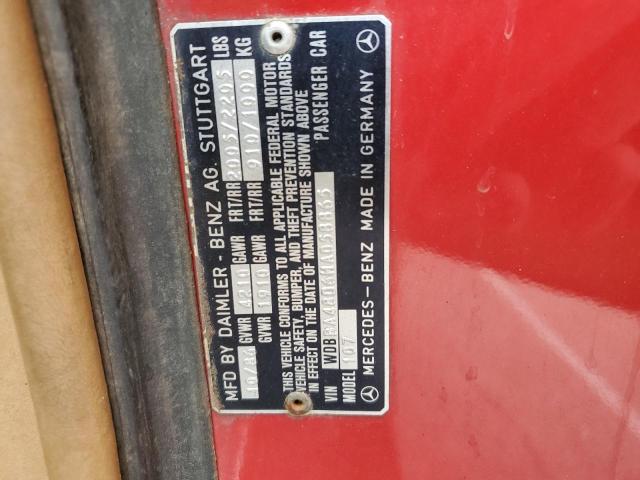 MFD BY DAIMLER - BENZ AG. STUTTGART
10/86 GVWR 4210 GAWR FRT/RR 2005/2205 LBS
GVWR 1910 GAWR FRT/RR 910/1000 KG
THIS VEHICLE CONFORMS TO ALL APPLICABLE FEDERAL MOTOR
VEHICLE SAFETY, BUMPER, AND THEFT PREVENTION STANDARDS
IN EFFECT ON THE DATE OF MANUFACTURE SHOWN ABOVE
VIN PASSENGER CAR
MODEL 107
MERCEDES-BENZ MADE IN GERMANY